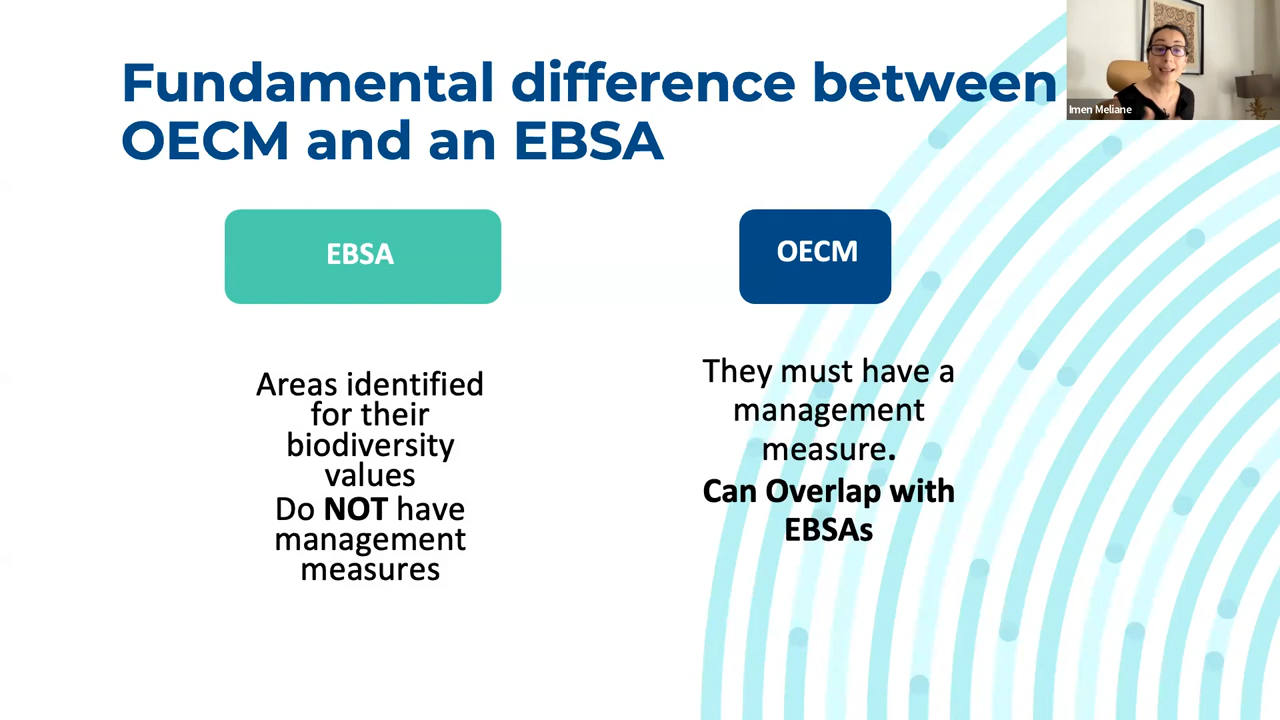 Fundamental difference between
OECM and an EBSA
Imen Meliane
EBSA
OECM
Areas identified
for their
biodiversity
values
Do NOT have
management
measures
They must have a
management
measure.
Can Overlap with
EBSAs